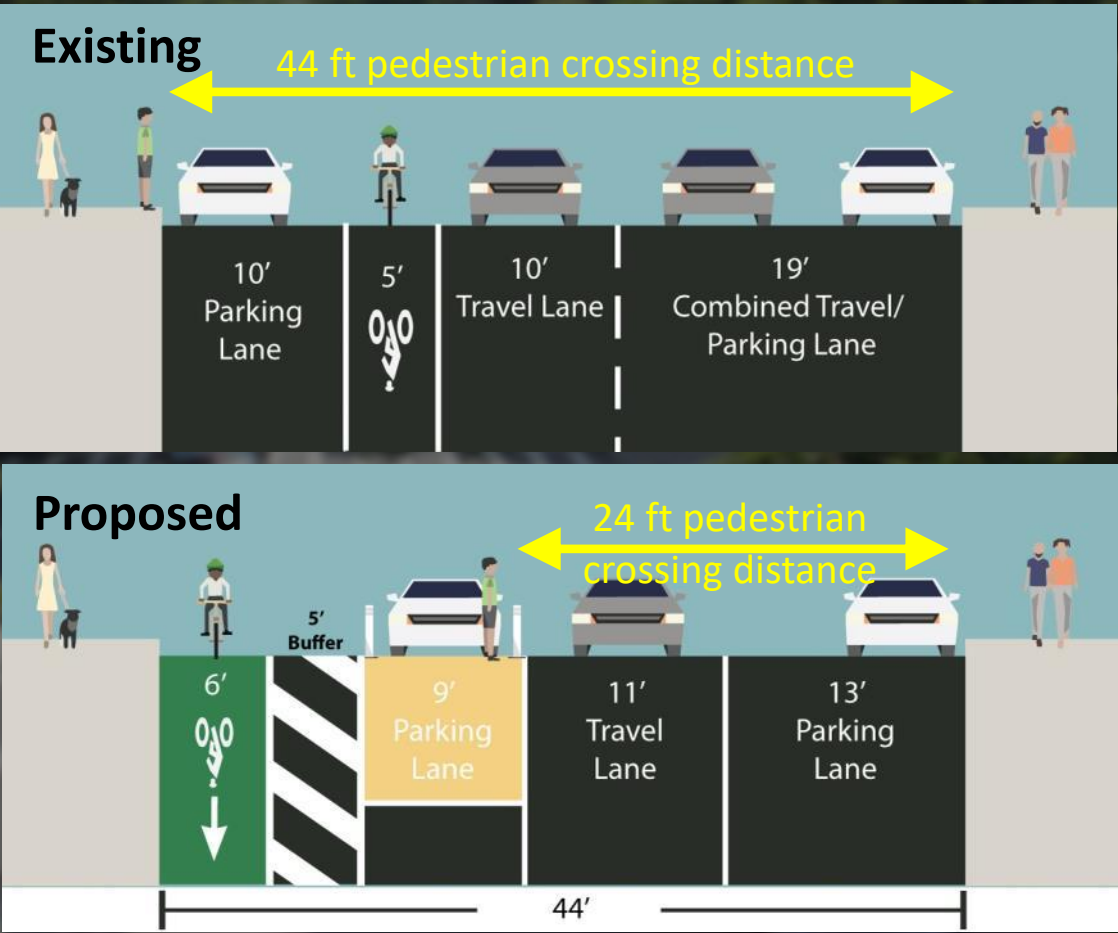 Existing
44 ft pedestrian crossing distance
10’
Parking
Lane
5’
10’
Travel Lane
19’
Combined Travel/
Parking Lane
Proposed
24 ft pedestrian
crossing distance
5’
Buffer
6’
9’
Parking
Lane
11’
Travel
Lane
13’
Parking
Lane
44’